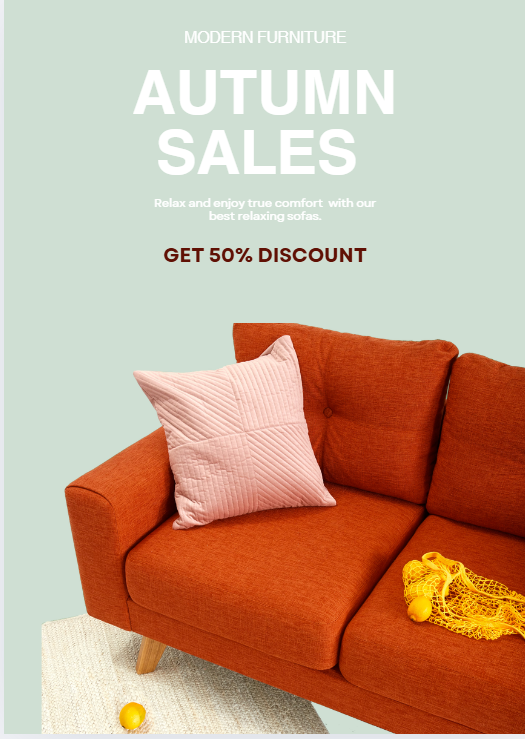 MODERN FURNITURE
AUTUMN
SALES
Relax and enjoy true comfort  with our
best relaxing sofas.
GET 50% DISCOUNT